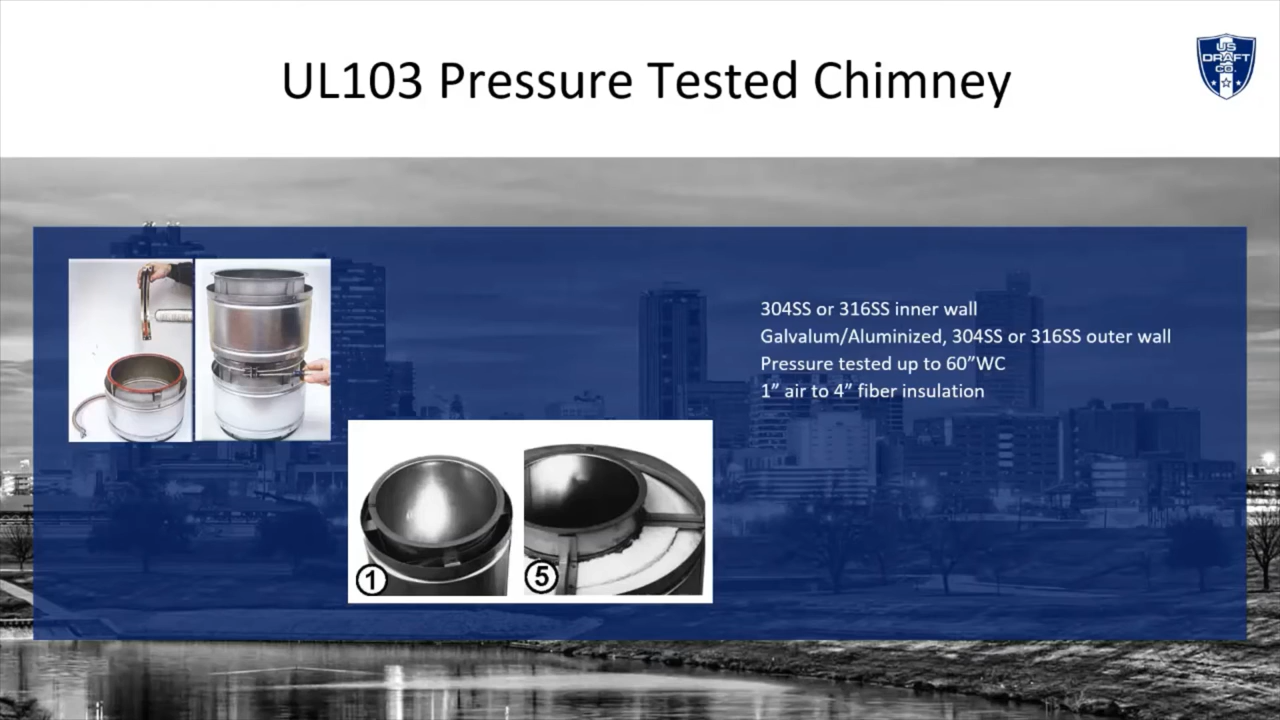 UL103 Pressure Tested Chimney
US
DRAFT
CO.
304SS or 316SS inner wall
Galvalum/Aluminized, 304SS or 316SS outer wall
Pressure tested up to 60”WC
1” air to 4” fiber insulation
1
5